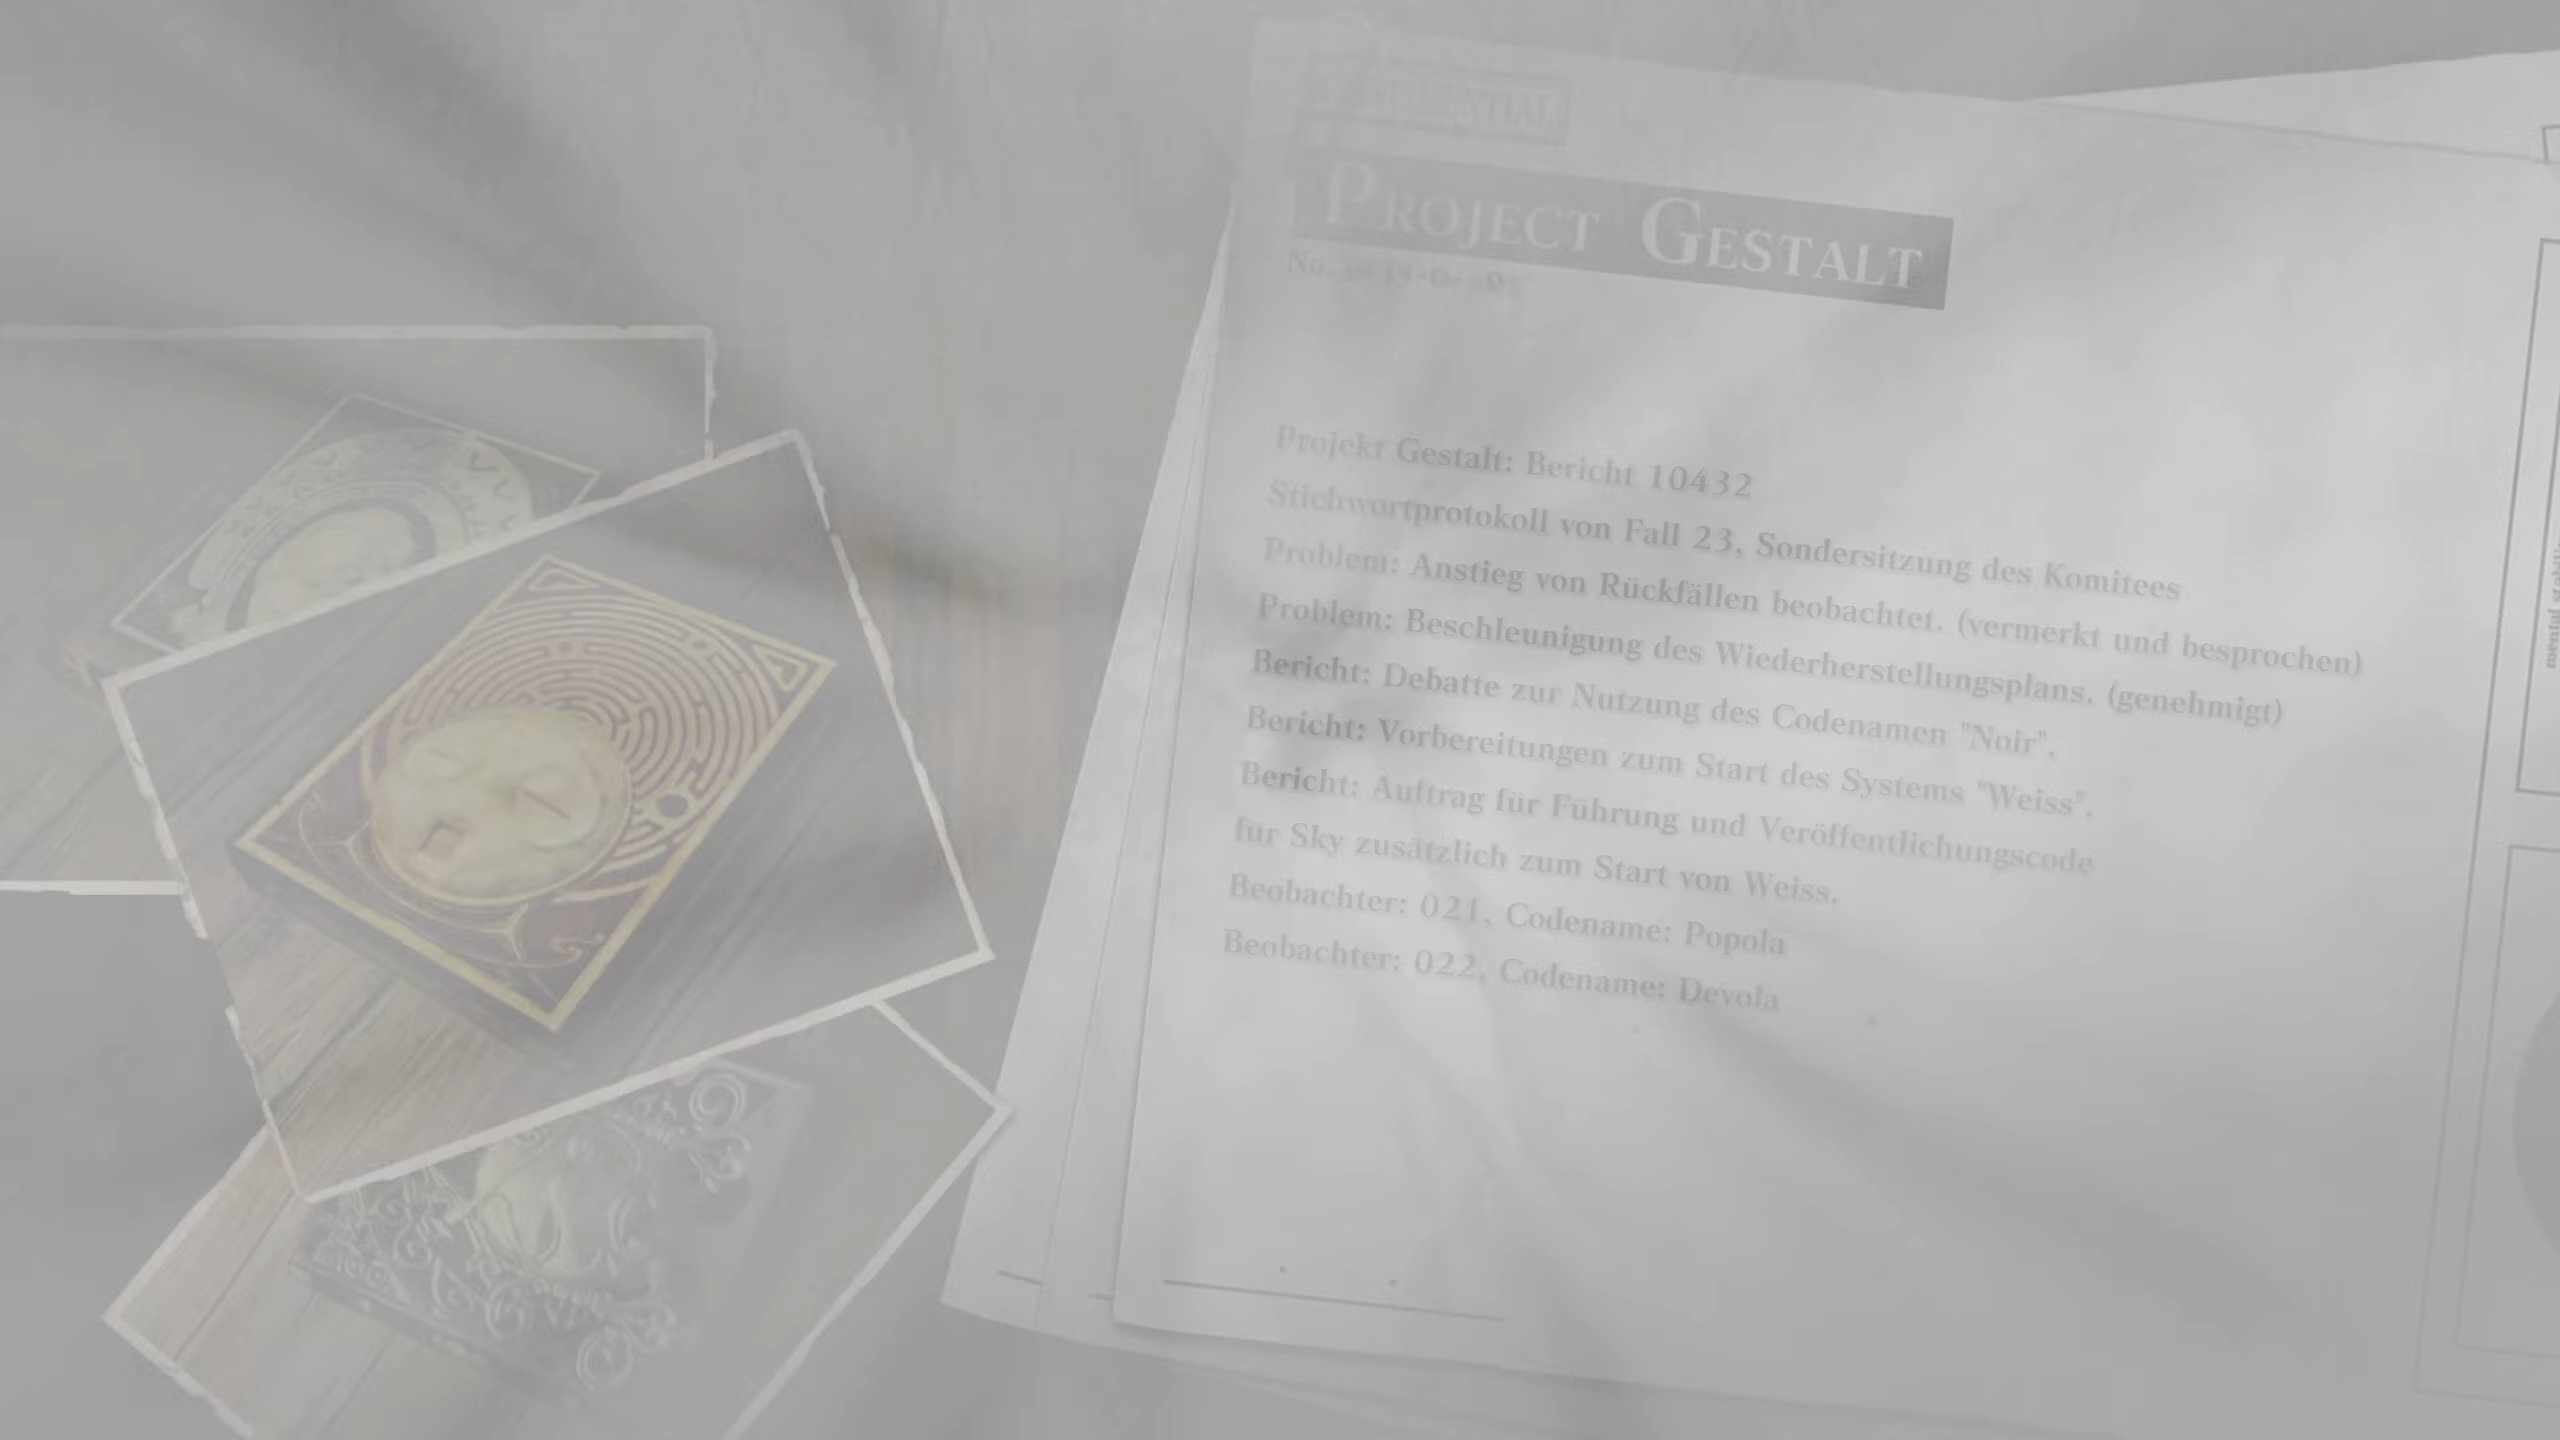 CONFIDENTIAL
PROJECT GESTALT
No.
Projekt Gestalt: Bericht 10432
Stichwortprotokoll von Fall 23, Sondersitzung des Komitees
Problem: Anstieg von Rückfällen beobachtet. (vermerkt und besprochen)
Problem: Beschleunigung des Wiederherstellungsplans. (genehmigt)
Bericht: Debatte zur Nutzung des Codenamen "Noir".
Bericht: Vorbereitungen zum Start des Systems "Weiss".
Bericht: Auftrag für Führung und Veröffentlichungscode
für Sky zusätzlich zum Start von Weiss.
Beobachter: 021, Codename: Popola
Beobachter: 022, Codename: Devola
mental